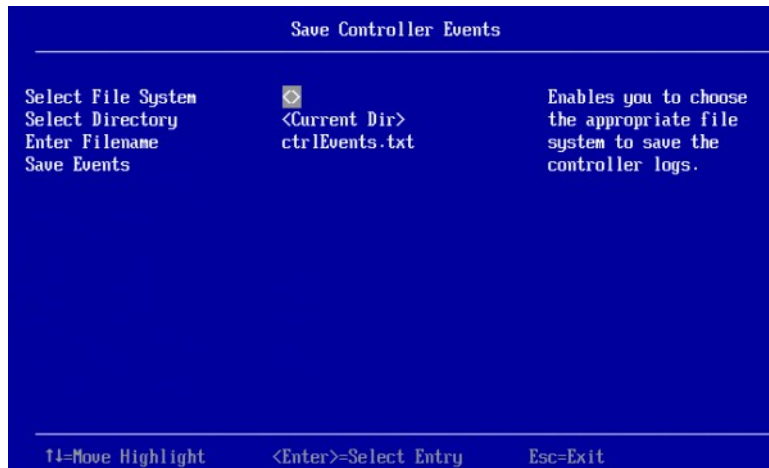 Save Controller Events
Select File System <>
Select Directory <Current Dir>
Enter Filename ctrlEvents.txt
Save Events
Enables you to choose
the appropriate file
system to save the
controller logs.
↑↓=Move Highlight <Enter>=Select Entry Esc=Exit